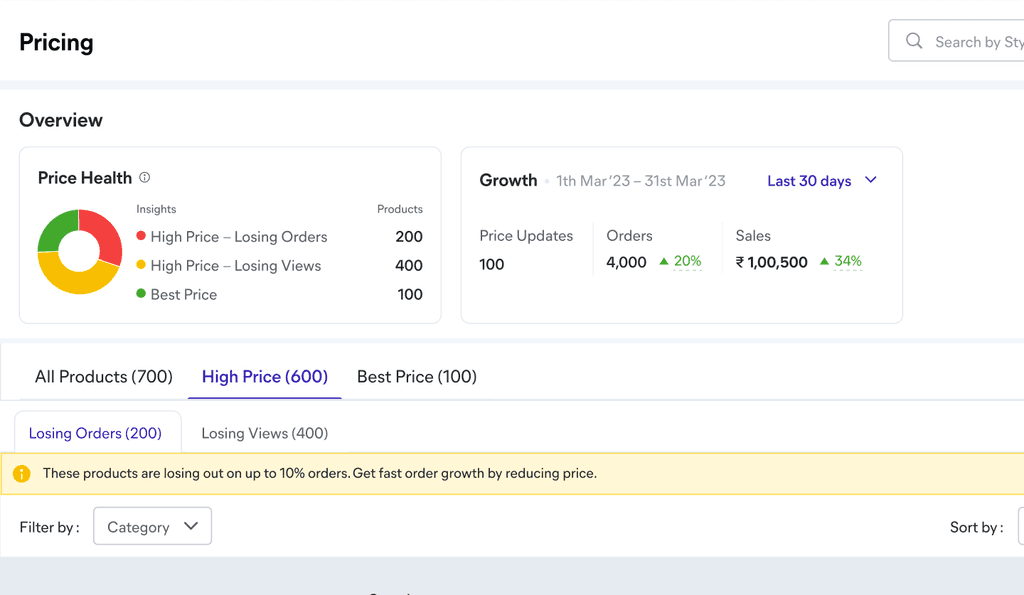 Pricing
Search by Sty
Overview
Price Health
Insights Products
High Price – Losing Orders 200
High Price – Losing Views 400
Best Price 100
Growth • 1th Mar‘23 – 31st Mar‘23 Last 30 days
Price Updates Orders Sales
100 4,000 20% ₹ 1,00,500 34%
All Products (700) High Price (600) Best Price (100)
Losing Orders (200) Losing Views (400)
These products are losing out on up to 10% orders. Get fast order growth by reducing price.
Filter by : Category Sort by :